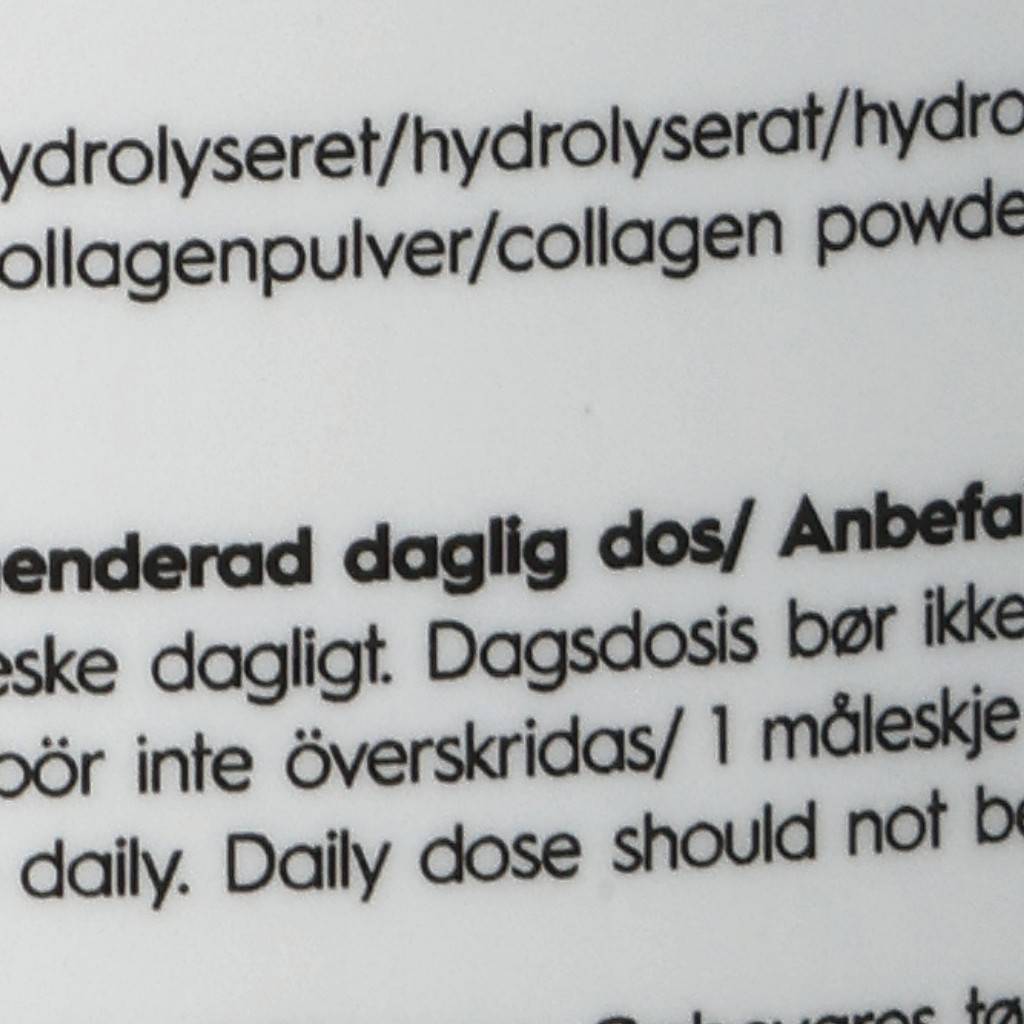 ydrolyseret/hydrolyserat/hydro
ollagenpulver/collagen powde
enderad daglig dos/ Anbefa
eske dagligt. Dagsdosis bør ikke
bör inte överskridas/ 1 måleskje
daily. Daily dose should not be